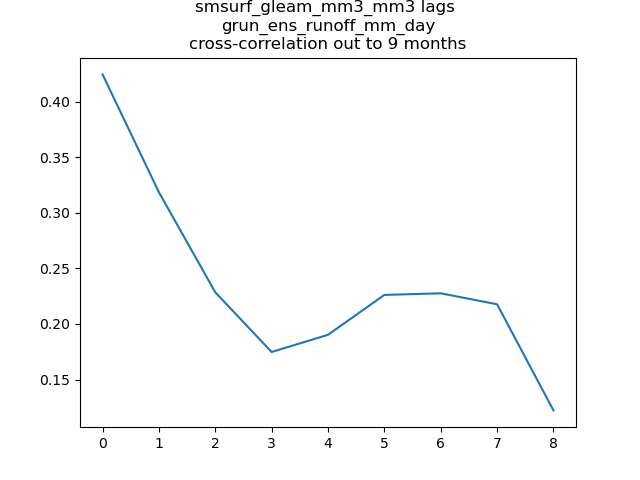 smsurf_gleam_mm3_mm3 lags
grun_ens_runoff_mm_day
cross-correlation out to 9 months
0.40
0.35
0.30
0.25
0.20
0.15
0 1 2 3 4 5 6 7 8